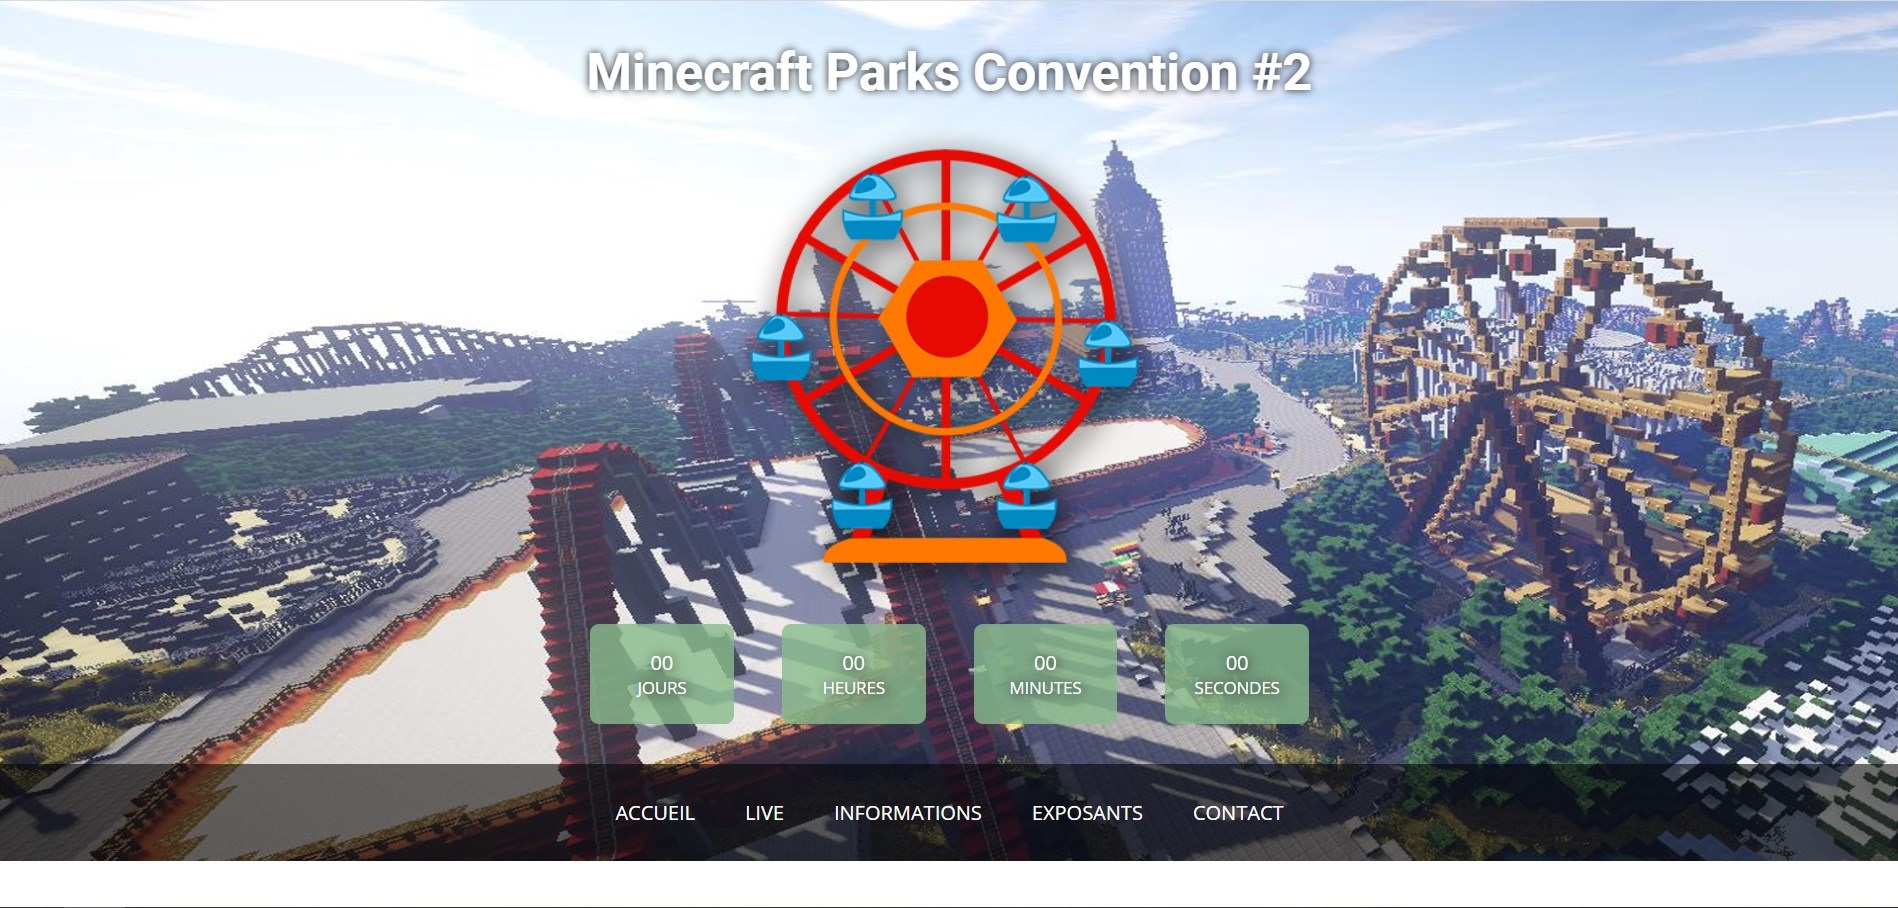 Minecraft Parks Convention #2
00 00 00 00
JOURS HEURES MINUTES SECONDES
ACCUEIL LIVE INFORMATIONS EXPOSANTS CONTACT